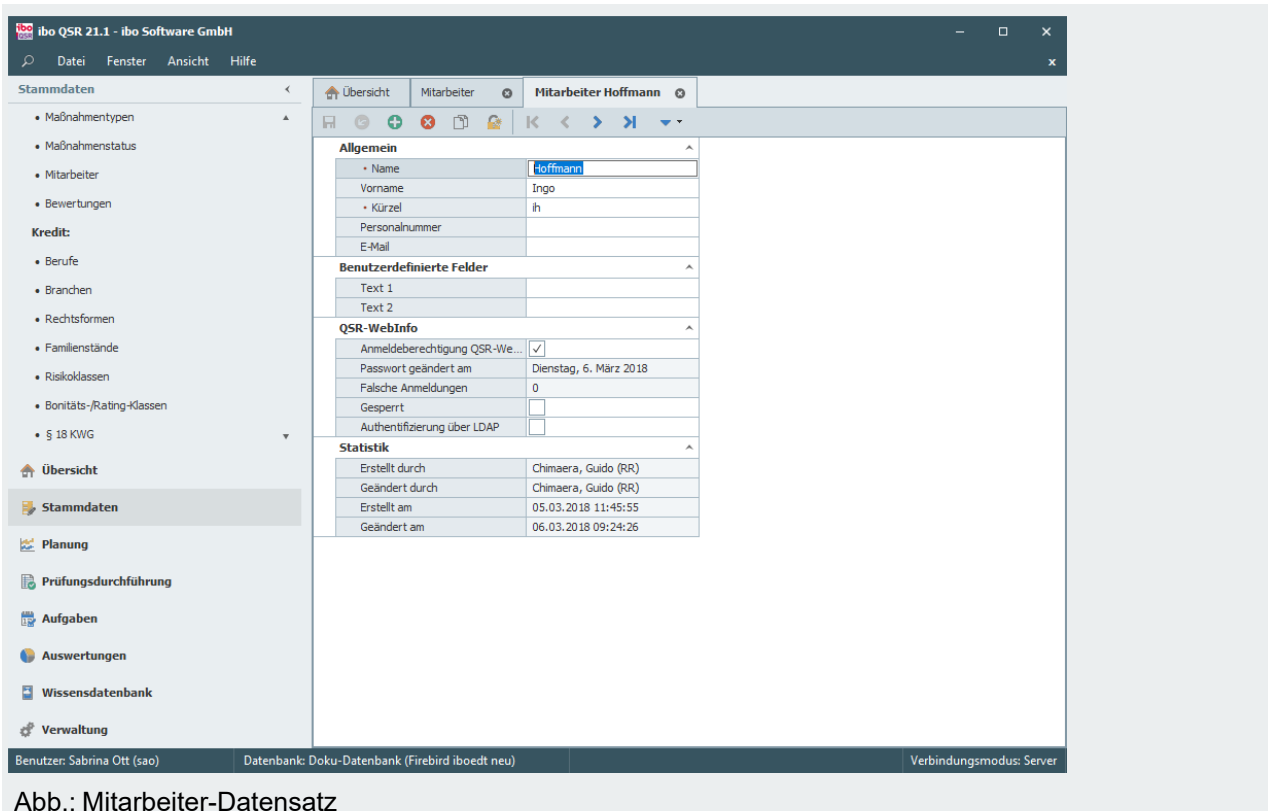 ibo QSR 21.1 - ibo Software GmbH
Datei Fenster Ansicht Hilfe
Stammdaten
• Maßnahmentypen
• Maßnahmenstatus
• Mitarbeiter
• Bewertungen
Kredit:
• Berufe
• Branchen
• Rechtsformen
• Familienstände
• Risikoklassen
• Bonitäts-/Rating-Klassen
• § 18 KWG
Übersicht
Stammdaten
Planung
Prüfungsdurchführung
Aufgaben
Auswertungen
Wissensdatenbank
Verwaltung
Übersicht Mitarbeiter Mitarbeiter Hoffmann
Allgemein
• Name Hoffmann
Vorname Ingo
• Kürzel ih
Personalnummer
E-Mail
Benutzerdefinierte Felder
Text 1
Text 2
QSR-WebInfo
Anmeldeberechtigung QSR-We...
Passwort geändert am Dienstag, 6. März 2018
Falsche Anmeldungen 0
Gesperrt
Authentifizierung über LDAP
Statistik
Erstellt durch Chimaera, Guido (RR)
Geändert durch Chimaera, Guido (RR)
Erstellt am 05.03.2018 11:45:55
Geändert am 06.03.2018 09:24:26
Benutzer: Sabrina Ott (sao) Datenbank: Doku-Datenbank (Firebird iboedt neu) Verbindungsmodus: Server
Abb.: Mitarbeiter-Datensatz